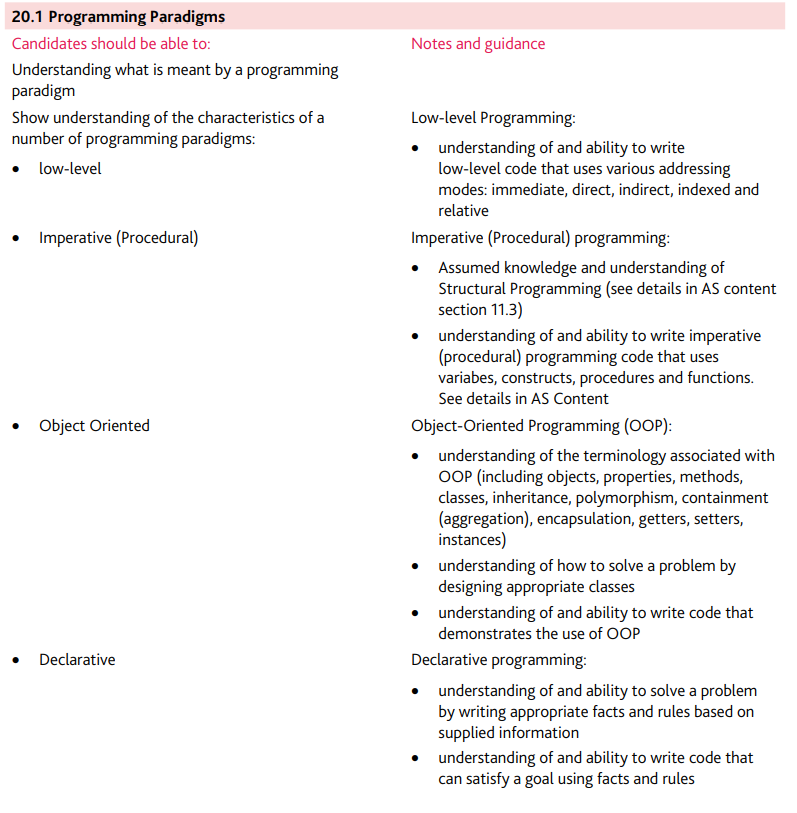 20.1 Programming Paradigms
Candidates should be able to:
Notes and guidance
Understanding what is meant by a programming
paradigm
Show understanding of the characteristics of a
number of programming paradigms:
• low-level
Low-level Programming:
• understanding of and ability to write
low-level code that uses various addressing
modes: immediate, direct, indirect, indexed and
relative
• Imperative (Procedural)
Imperative (Procedural) programming:
• Assumed knowledge and understanding of
Structural Programming (see details in AS content
section 11.3)
• understanding of and ability to write imperative
(procedural) programming code that uses
variabes, constructs, procedures and functions.
See details in AS Content
• Object Oriented
Object-Oriented Programming (OOP):
• understanding of the terminology associated with
OOP (including objects, properties, methods,
classes, inheritance, polymorphism, containment
(aggregation), encapsulation, getters, setters,
instances)
• understanding of how to solve a problem by
designing appropriate classes
• understanding of and ability to write code that
demonstrates the use of OOP
• Declarative
Declarative programming:
• understanding of and ability to solve a problem
by writing appropriate facts and rules based on
supplied information
• understanding of and ability to write code that
can satisfy a goal using facts and rules